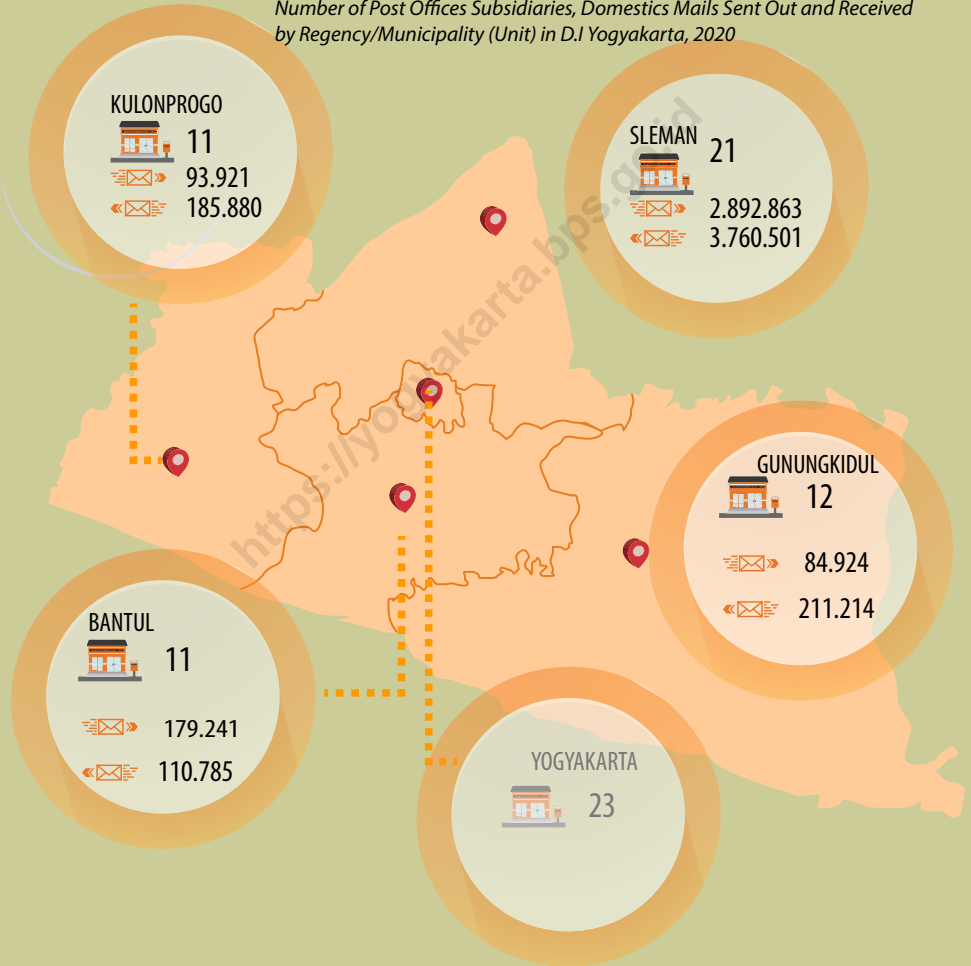 Number of Post Offices Subsidiaries, Domestics Mails Sent Out and Received
by Regency/Municipality (Unit) in D.I Yogyakarta, 2020
KULONPROGO
11
93.921
185.880
SLEMAN
21
2.892.863
3.760.501
https://yogyakarta.bps.go.id
GUNUNGKIDUL
12
84.924
211.214
BANTUL
11
179.241
110.785
YOGYAKARTA
23